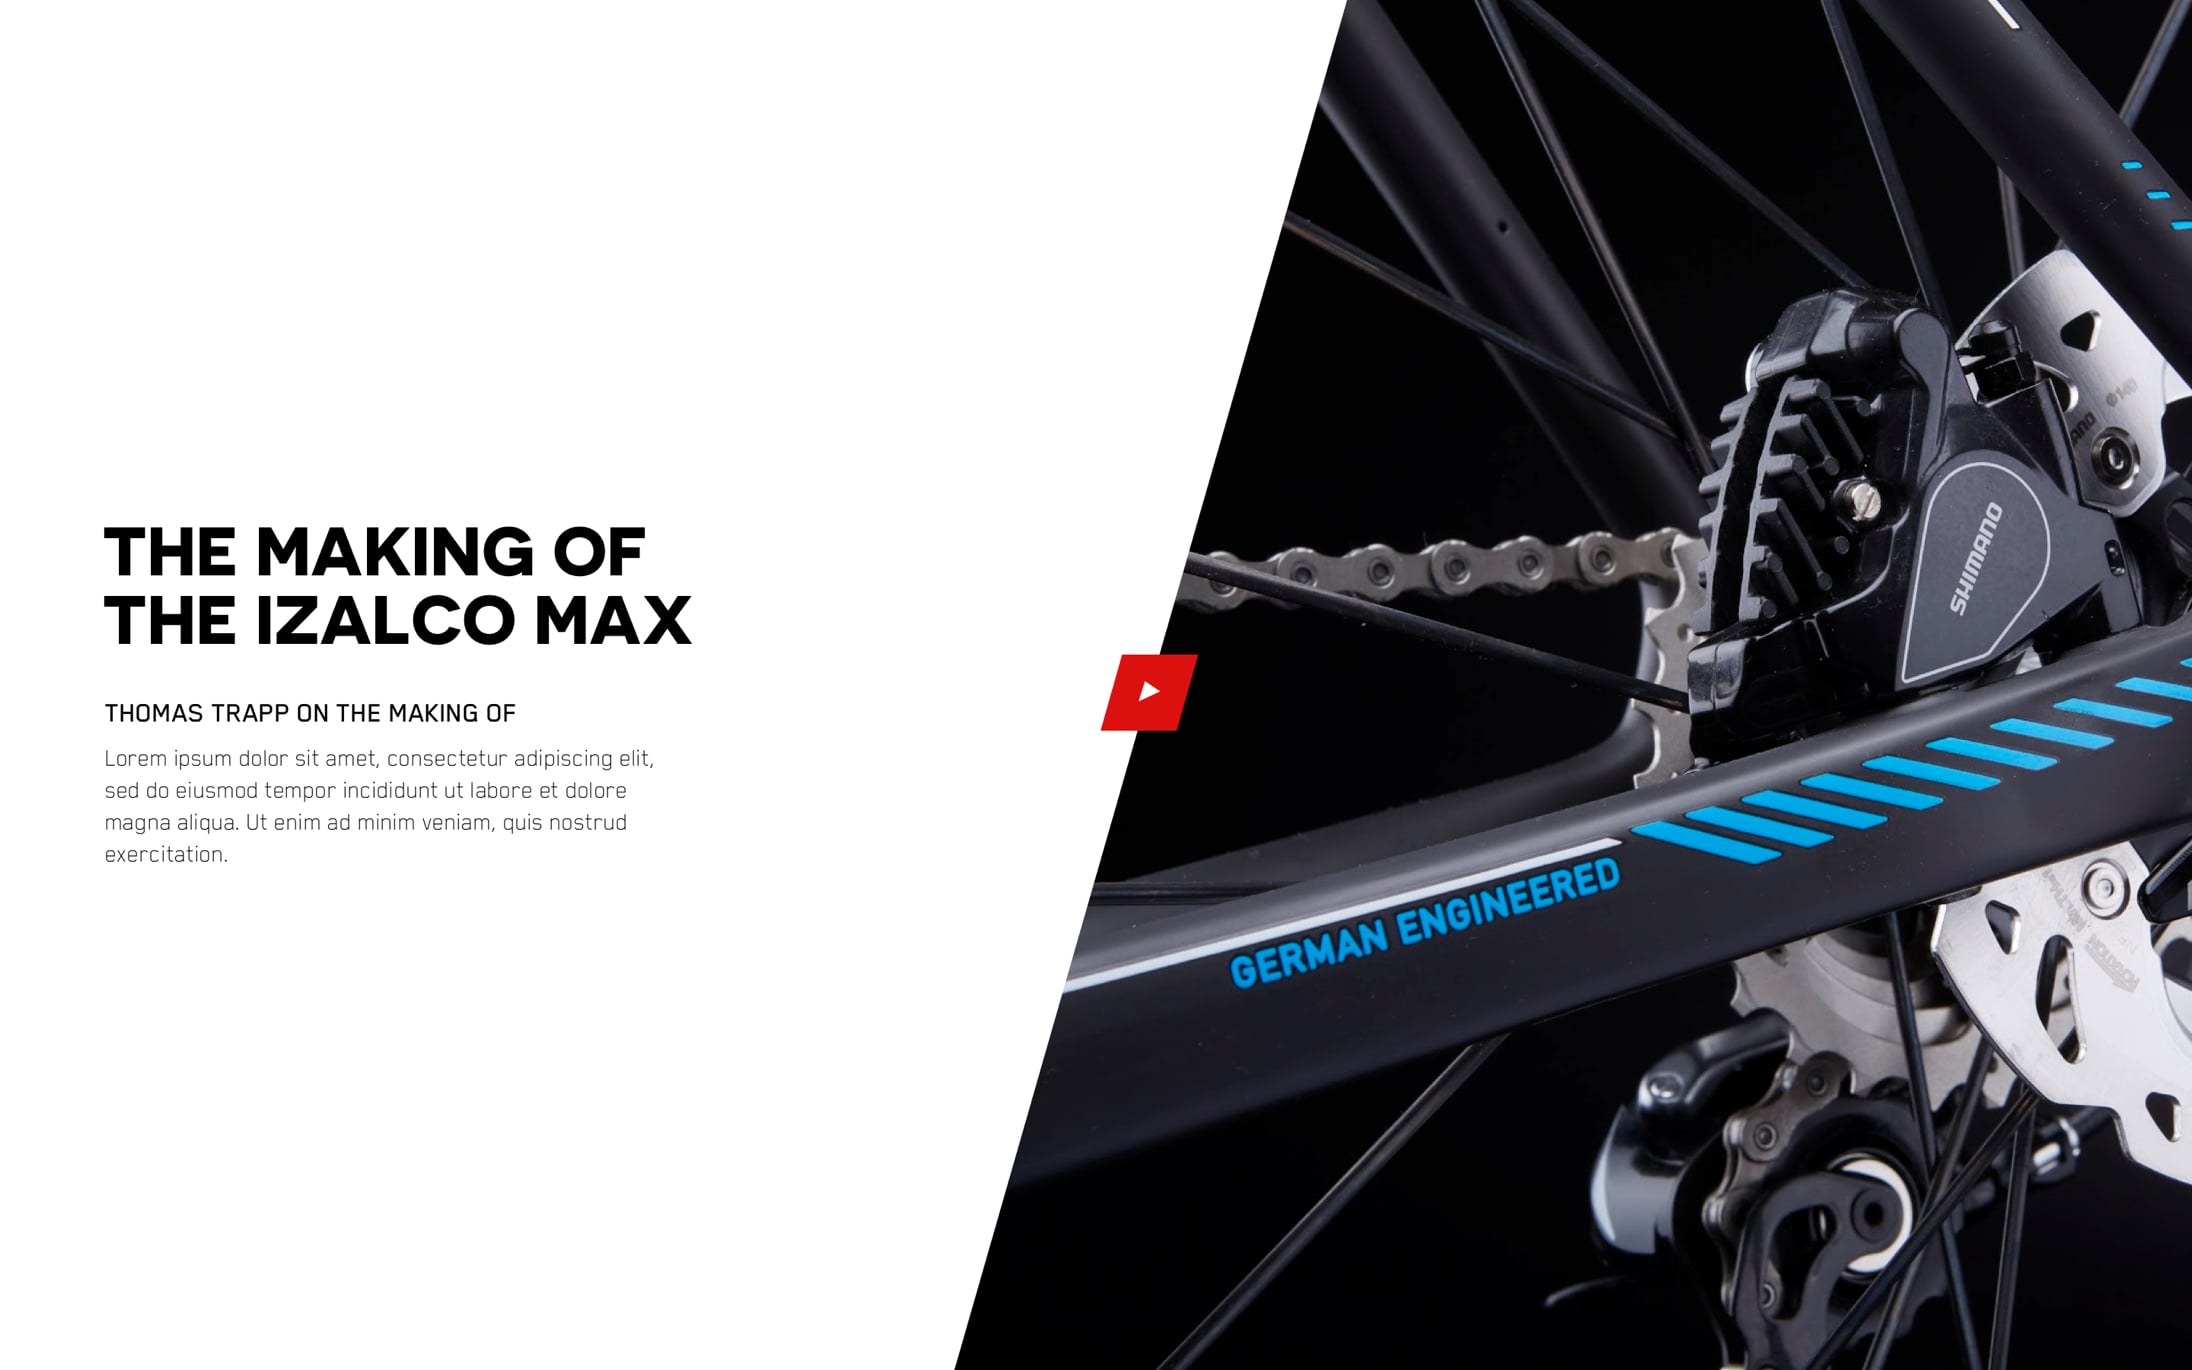 THE MAKING OF
THE IZALCO MAX
THOMAS TRAPP ON THE MAKING OF
Lorem ipsum dolor sit amet, consectetur adipiscing elit,
sed do eiusmod tempor incididunt ut labore et dolore
magna aliqua. Ut enim ad minim veniam, quis nostrud
exercitation.
Ø140
SHIMANO
GERMAN ENGINEERED
ROTATION